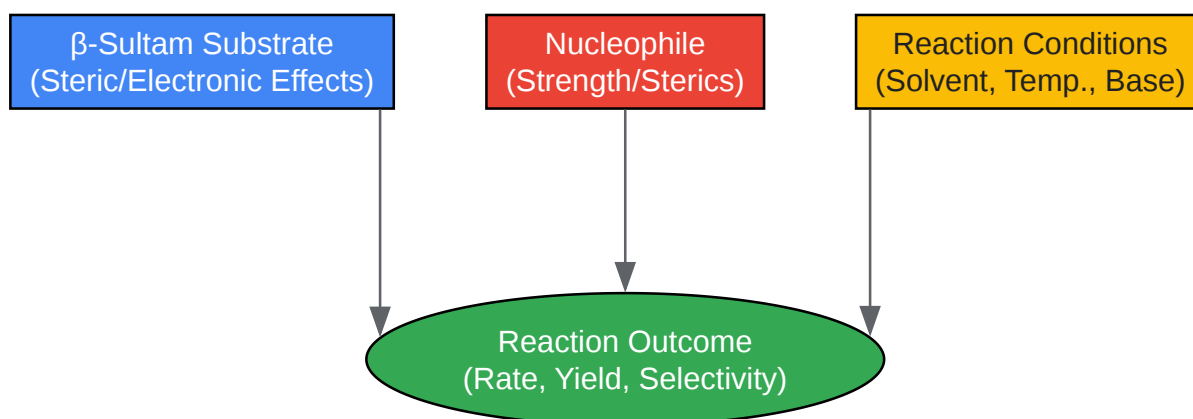 β-Sultam Substrate
(Steric/Electronic Effects)
Nucleophile
(Strength/Sterics)
Reaction Conditions
(Solvent, Temp., Base)
Reaction Outcome
(Rate, Yield, Selectivity)